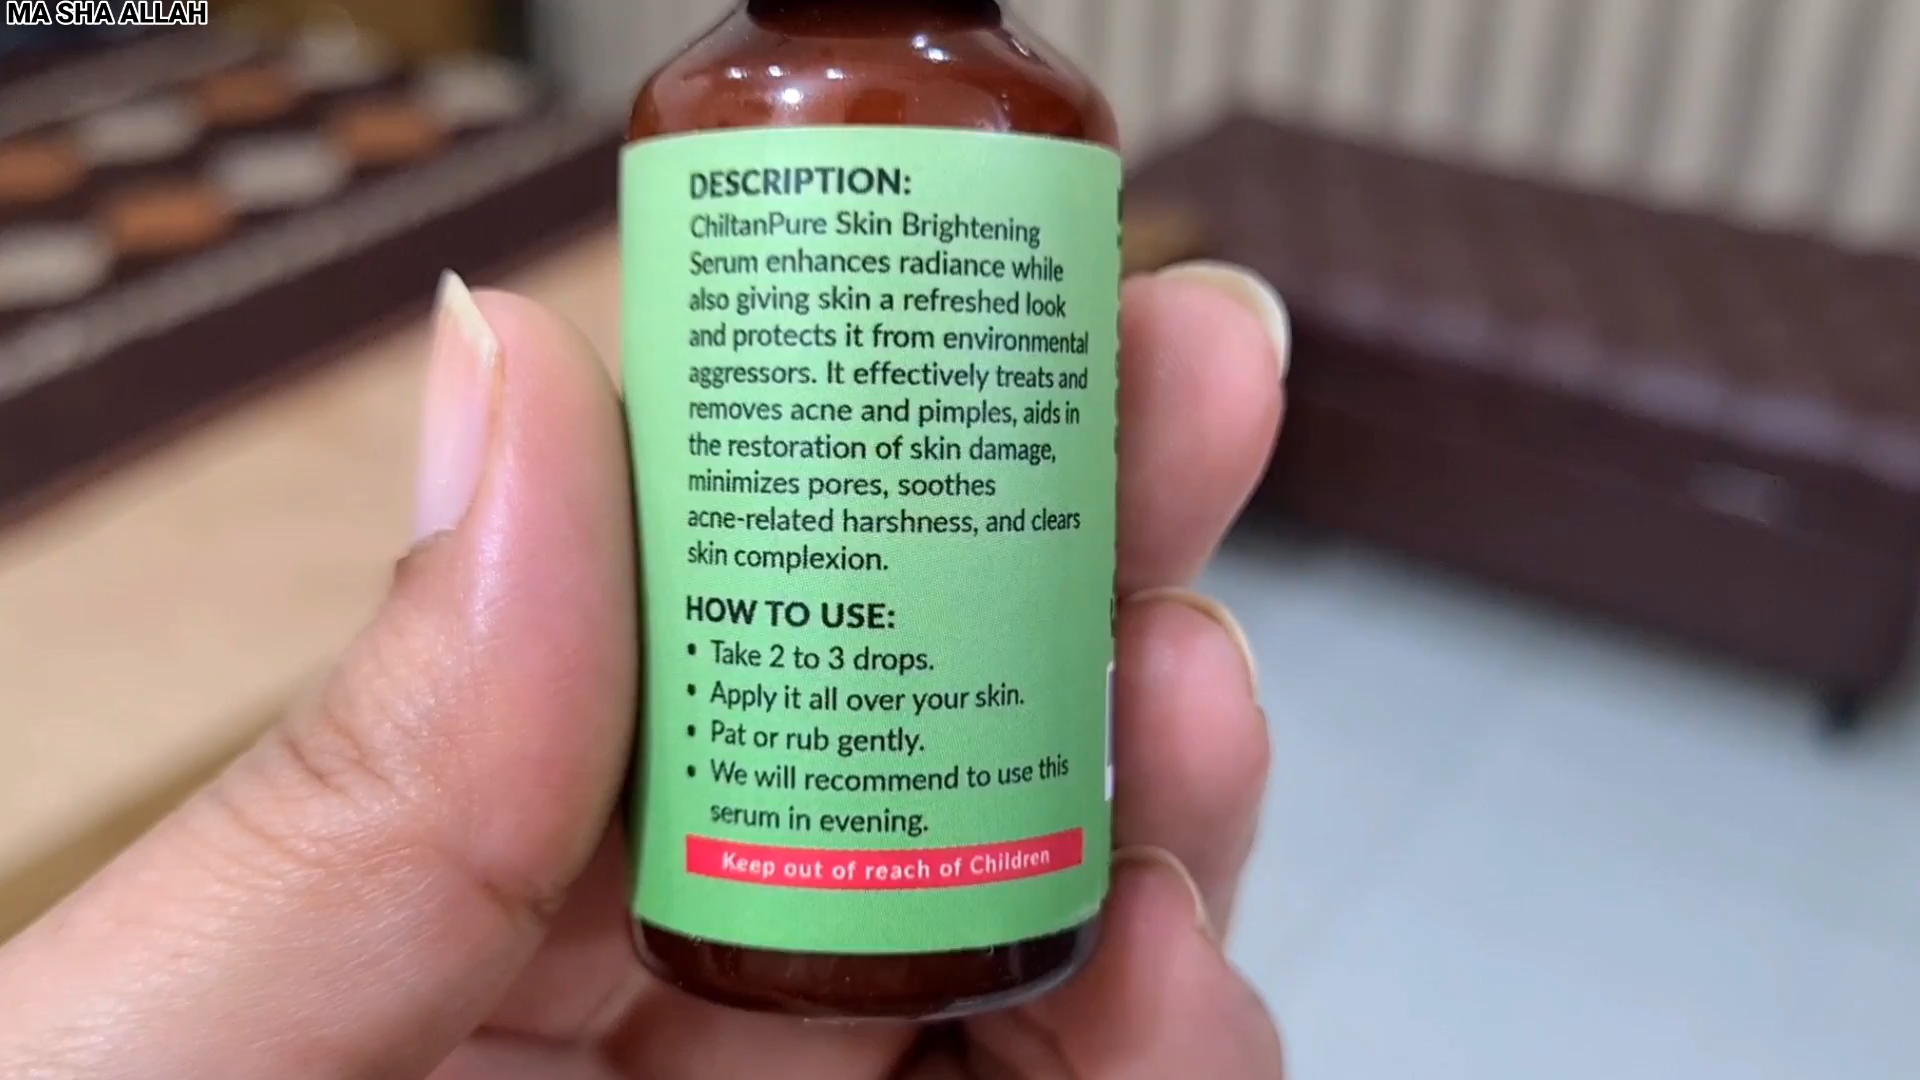 MA SHA ALLAH
DESCRIPTION:
ChiltanPure Skin Brightening
Serum enhances radiance while
also giving skin a refreshed look
and protects it from environmental
aggressors. It effectively treats and
removes acne and pimples, aids in
the restoration of skin damage,
minimizes pores, soothes
acne-related harshness, and clears
skin complexion.
HOW TO USE:
• Take 2 to 3 drops.
• Apply it all over your skin.
• Pat or rub gently.
• We will recommend to use this
serum in evening.
Keep out of reach of Children